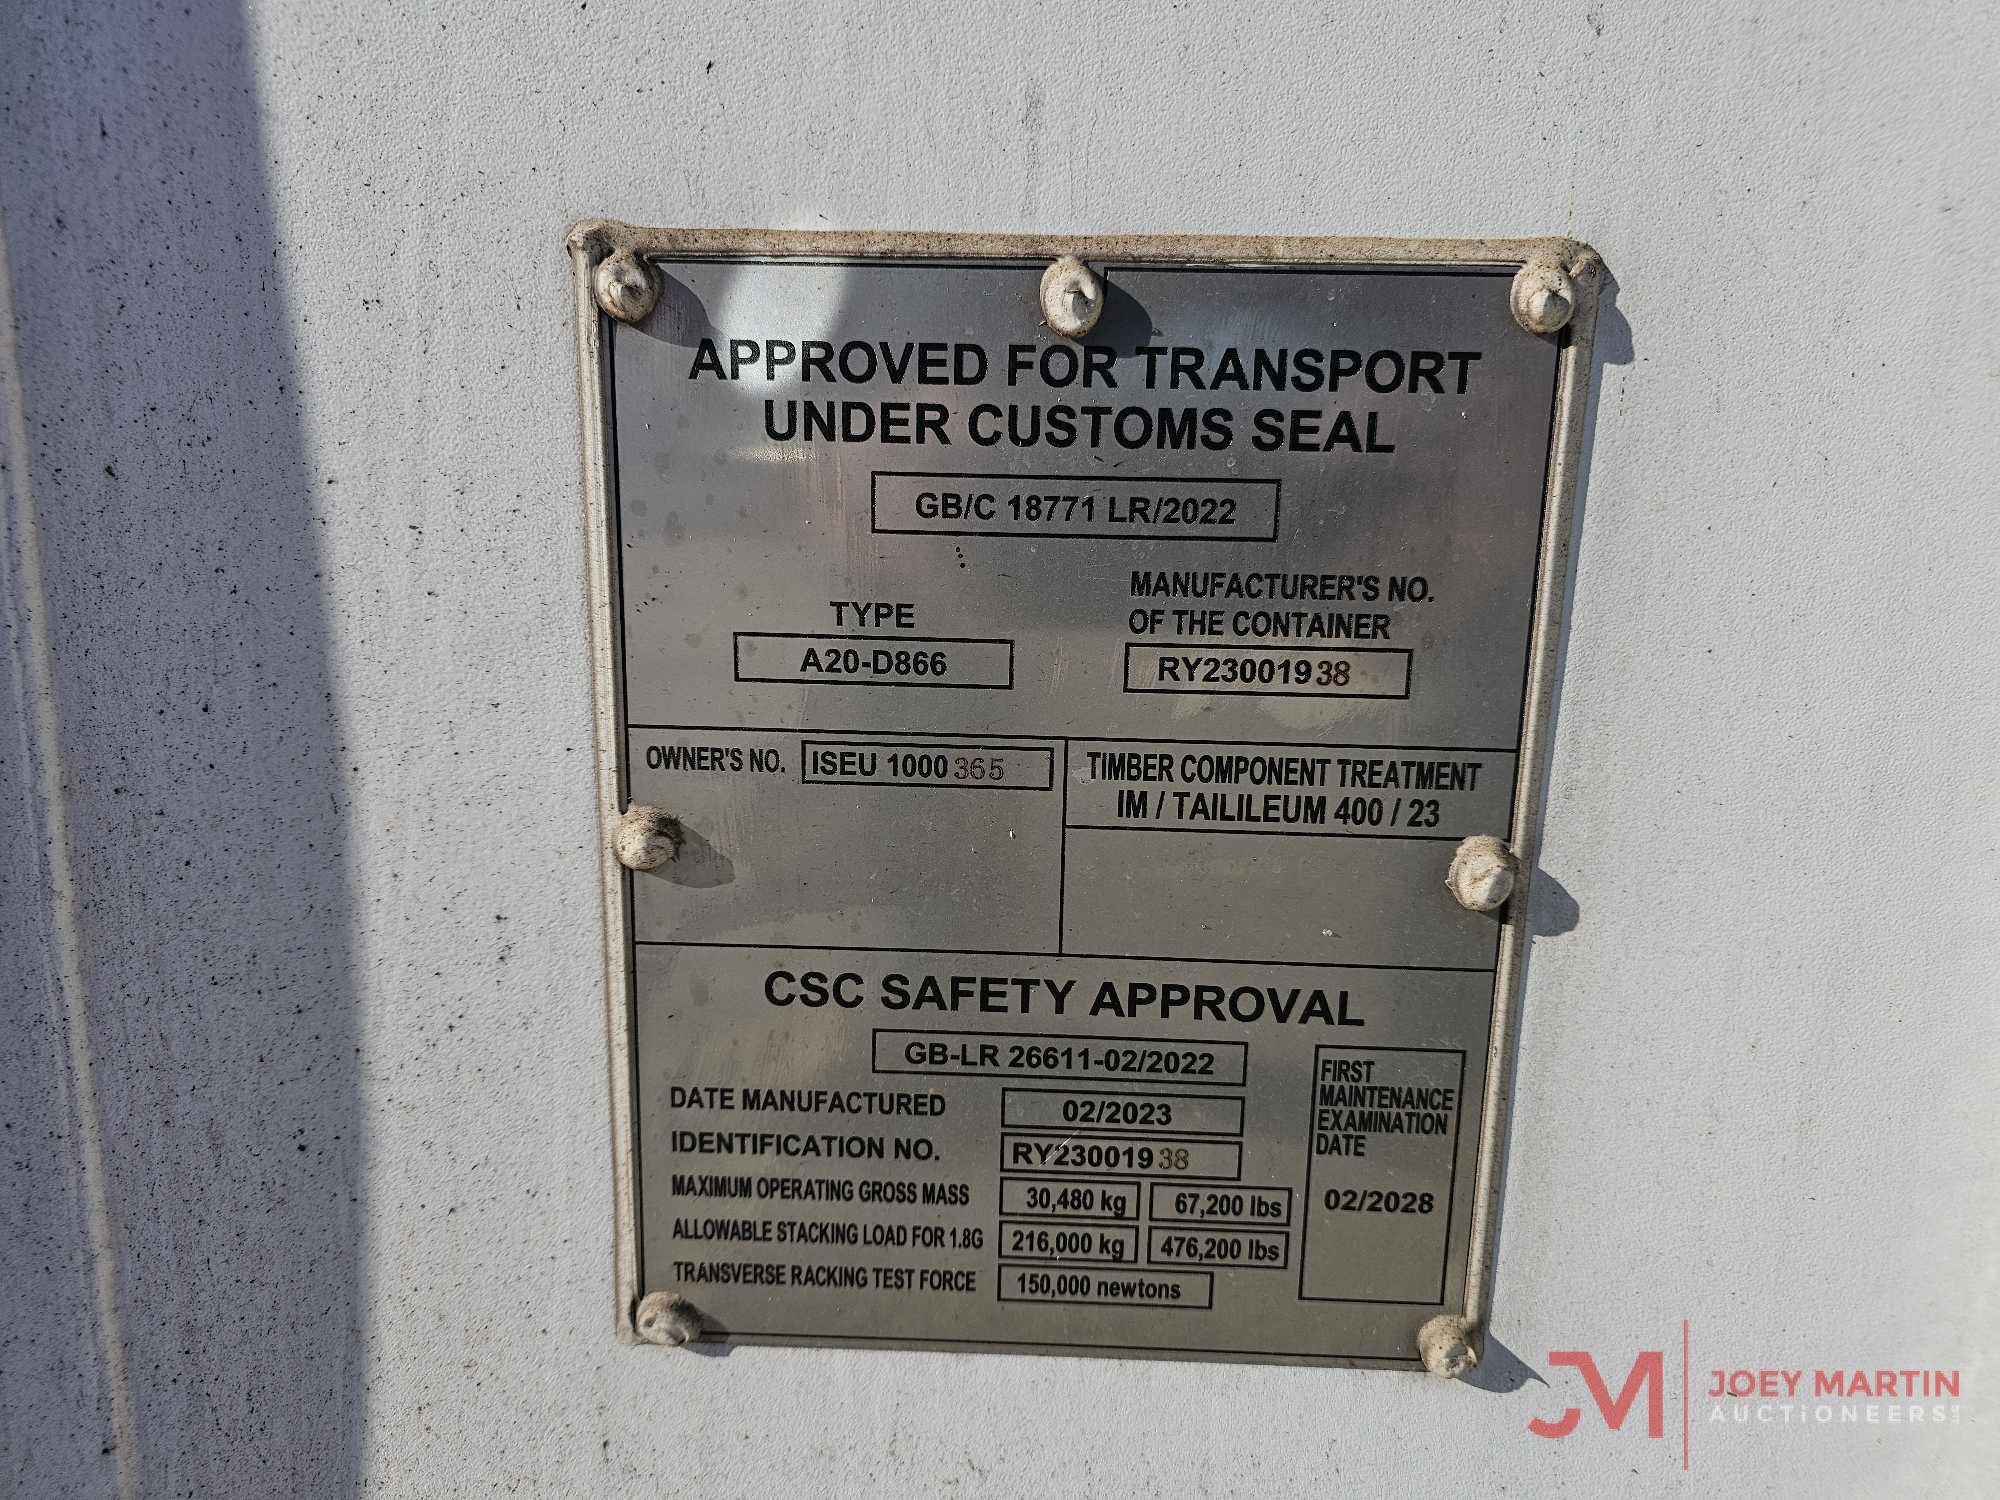 APPROVED FOR TRANSPORT
UNDER CUSTOMS SEAL
GB/C 18771 LR/2022
TYPE
A20-D866
MANUFACTURER'S NO.
OF THE CONTAINER
RY23001938
OWNER'S NO. ISEU 1000365
TIMBER COMPONENT TREATMENT
IM / TAILILEUM 400 / 23
CSC SAFETY APPROVAL
GB-LR 26611-02/2022
DATE MANUFACTURED 02/2023
IDENTIFICATION NO. RY23001938
MAXIMUM OPERATING GROSS MASS 30,480 kg 67,200 lbs
ALLOWABLE STACKING LOAD FOR 1.8G 216,000 kg 476,200 lbs
TRANSVERSE RACKING TEST FORCE 150,000 newtons
FIRST
MAINTENANCE
EXAMINATION
DATE
02/2028
JM
JOEY MARTIN
AUCTIONEERS